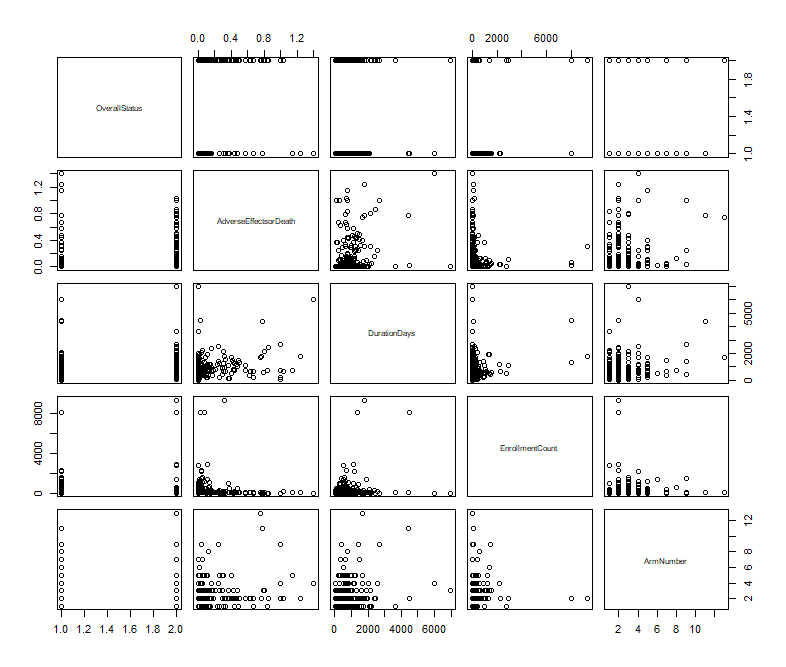 0.0 0.4 0.8 1.2 0 2000 6000
OverallStatus 1.0 1.4 1.8
0.0 0.4 0.8 1.2 AdverseEffectsorDeath
DurationDays 0 2000 5000
0 4000 8000 EnrollmentCount
ArmNumber 2 4 6 8 12
1.0 1.2 1.4 1.6 1.8 2.0 0 2000 4000 6000 2 4 6 8 10